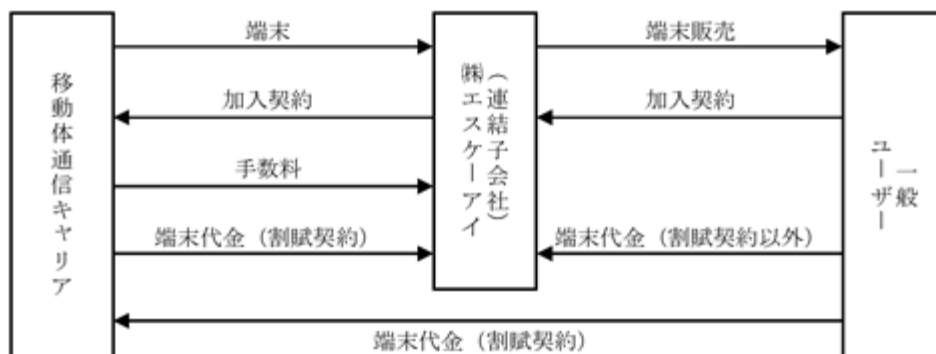 移動体通信キャリア
端末
加入契約
手数料
端末代金（割賦契約）
（連結子会社）
㈱エスケーアイ
端末販売
加入契約
端末代金（割賦契約以外）
端末代金（割賦契約）
一般
ユーザー